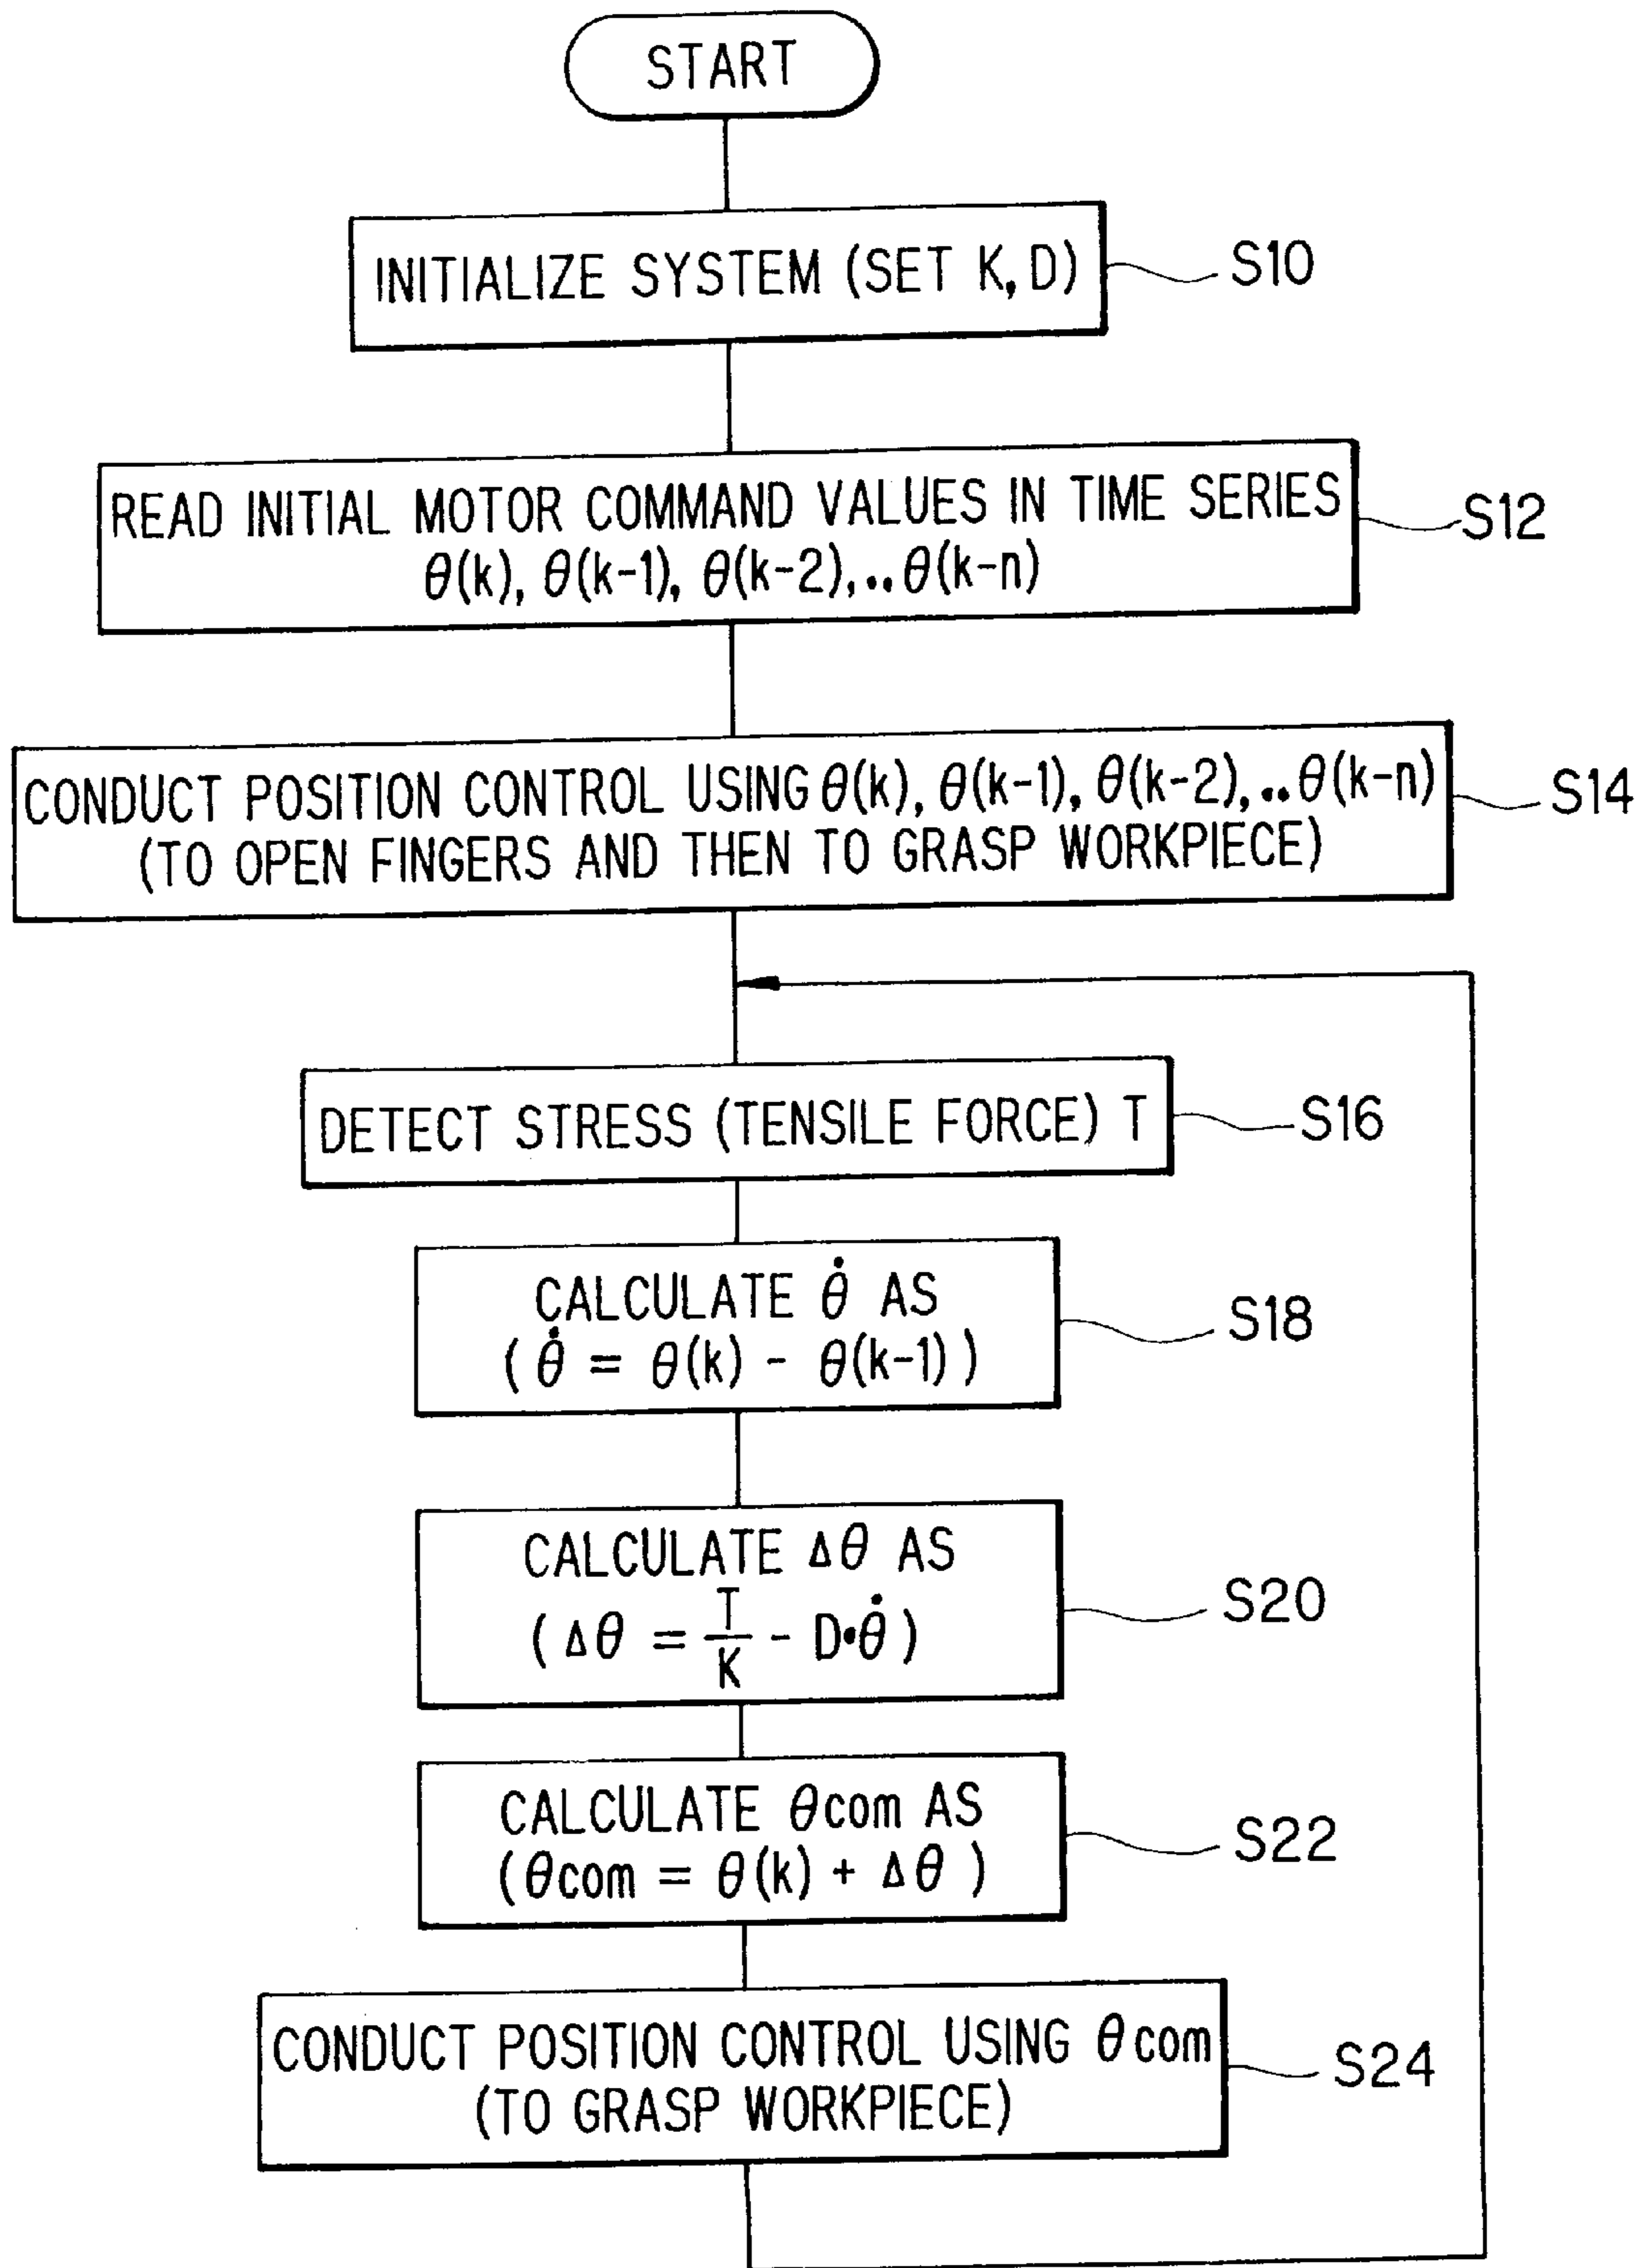 START
INITIALIZE SYSTEM (SET K, D)
S10
READ INITIAL MOTOR COMMAND VALUES IN TIME SERIES
θ(k), θ(k-1), θ(k-2),..θ(k-n)
S12
CONDUCT POSITION CONTROL USING θ(k), θ(k-1), θ(k-2),..θ(k-n)
(TO OPEN FINGERS AND THEN TO GRASP WORKPIECE)
S14
DETECT STRESS (TENSILE FORCE) T
S16
CALCULATE θ̇ AS
( θ̇ = θ(k) - θ(k-1) )
S18
CALCULATE Δθ AS
( Δθ = T/K - D•θ̇ )
S20
CALCULATE θcom AS
(θcom = θ(k) + Δθ )
S22
CONDUCT POSITION CONTROL USING θcom
(TO GRASP WORKPIECE)
S24